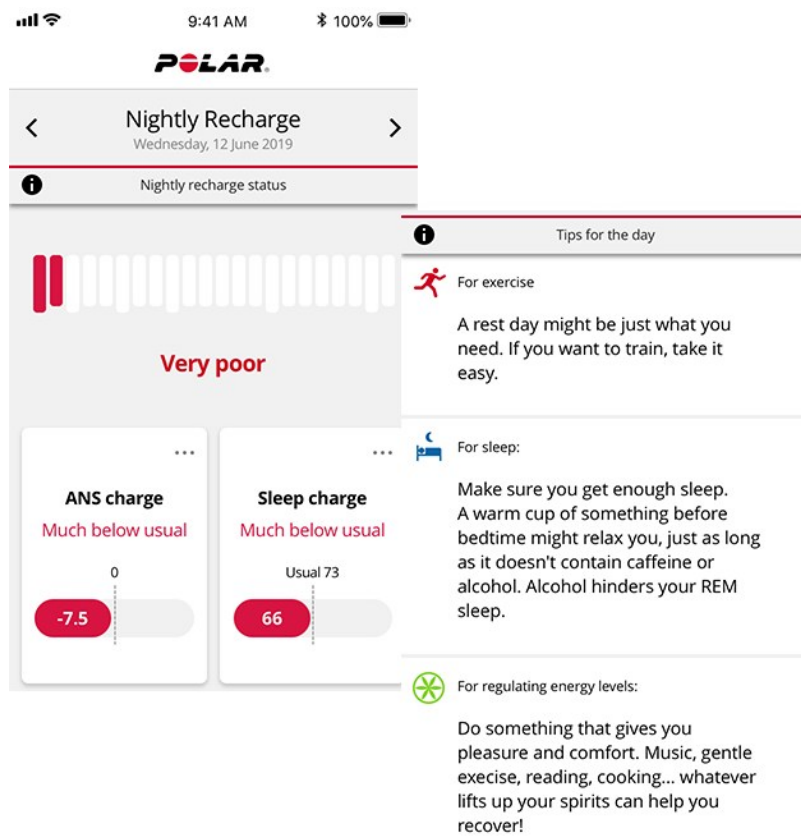 9:41 AM
100%
POLAR
Nightly Recharge
Wednesday, 12 June 2019
Nightly recharge status
Very poor
ANS charge
Much below usual
0
-7.5
Sleep charge
Much below usual
Usual 73
66
Tips for the day
For exercise
A rest day might be just what you
need. If you want to train, take it
easy.
For sleep:
Make sure you get enough sleep.
A warm cup of something before
bedtime might relax you, just as long
as it doesn't contain caffeine or
alcohol. Alcohol hinders your REM
sleep.
For regulating energy levels:
Do something that gives you
pleasure and comfort. Music, gentle
execise, reading, cooking... whatever
lifts up your spirits can help you
recover!